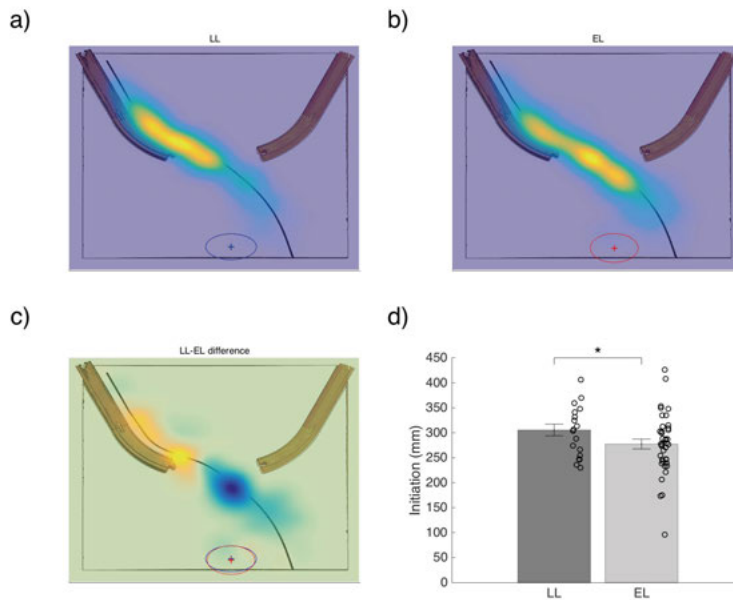 a)
LL
b)
EL
c)
LL-EL difference
d)
*
450
400
350
300
250
200
150
100
50
0
Initiation (mm)
LL
EL